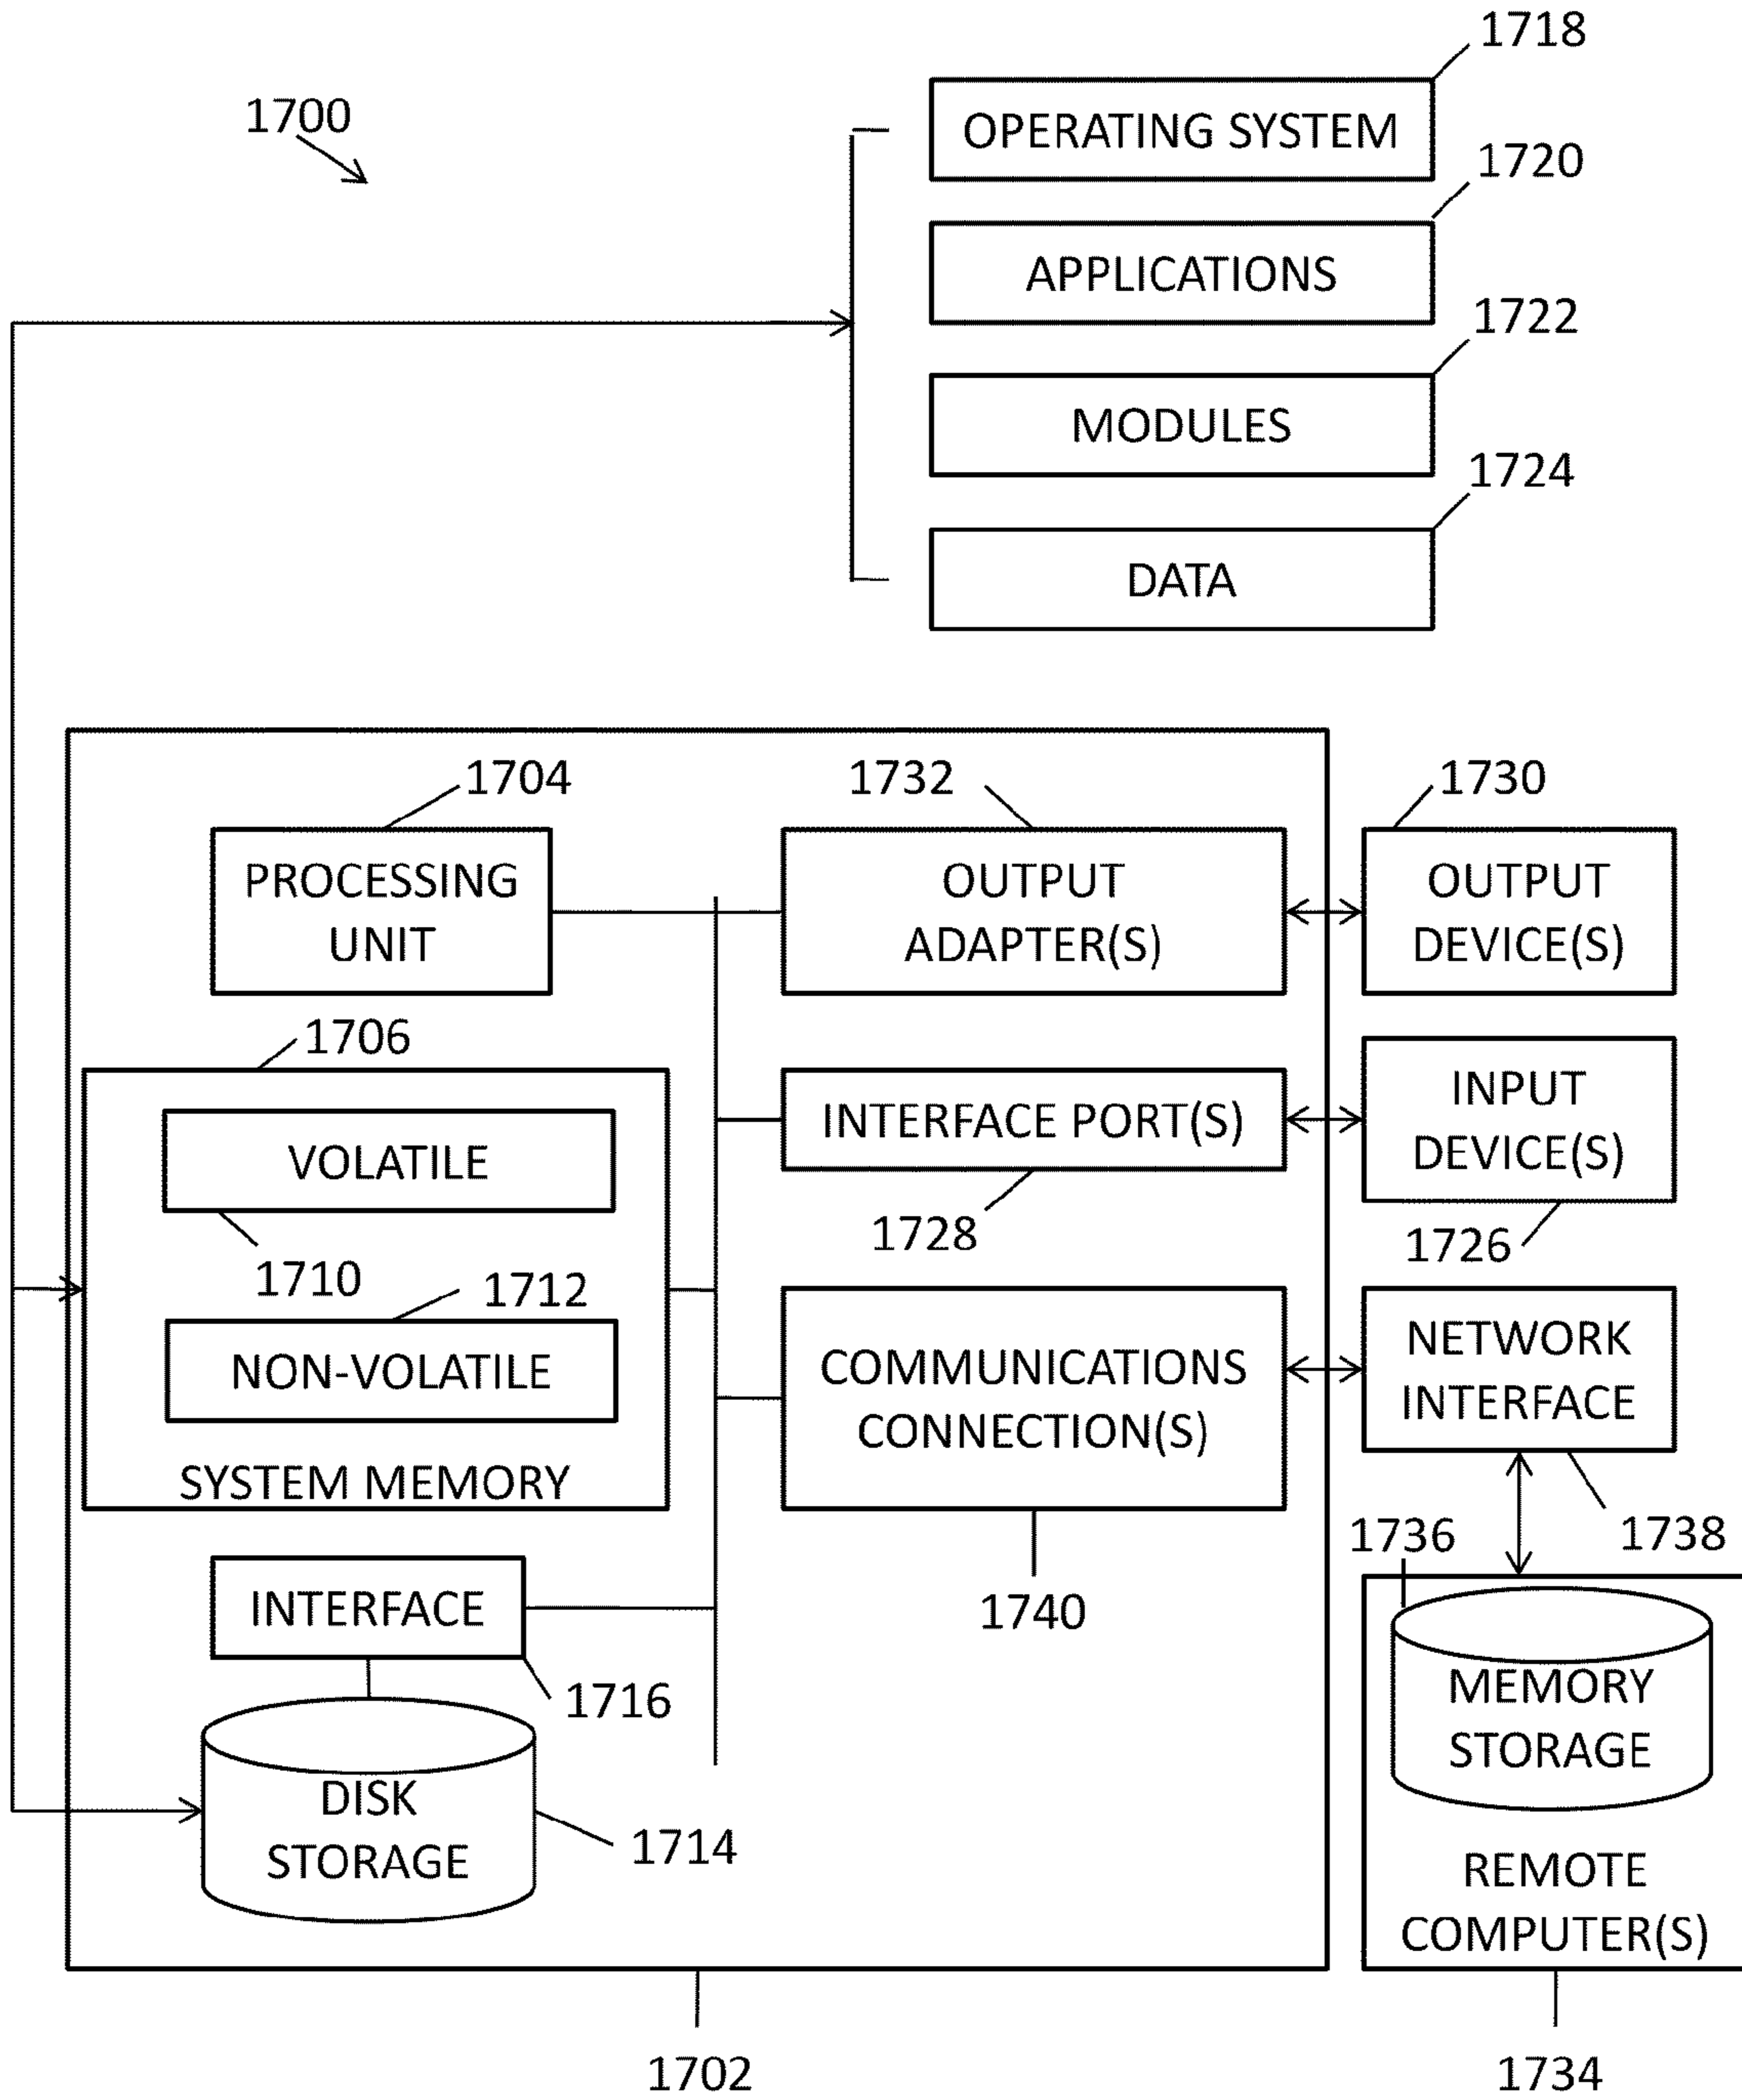 1718
1700
OPERATING SYSTEM
1720
APPLICATIONS
1722
MODULES
1724
DATA
1704
1732
1730
PROCESSING
UNIT
OUTPUT
ADAPTER(S)
OUTPUT
DEVICE(S)
1706
VOLATILE
1710
1712
NON-VOLATILE
SYSTEM MEMORY
INTERFACE PORT(S)
1728
INPUT
DEVICE(S)
1726
COMMUNICATIONS
CONNECTION(S)
1740
NETWORK
INTERFACE
1738
1736
INTERFACE
1716
DISK
STORAGE
1714
MEMORY
STORAGE
REMOTE
COMPUTER(S)
1702
1734